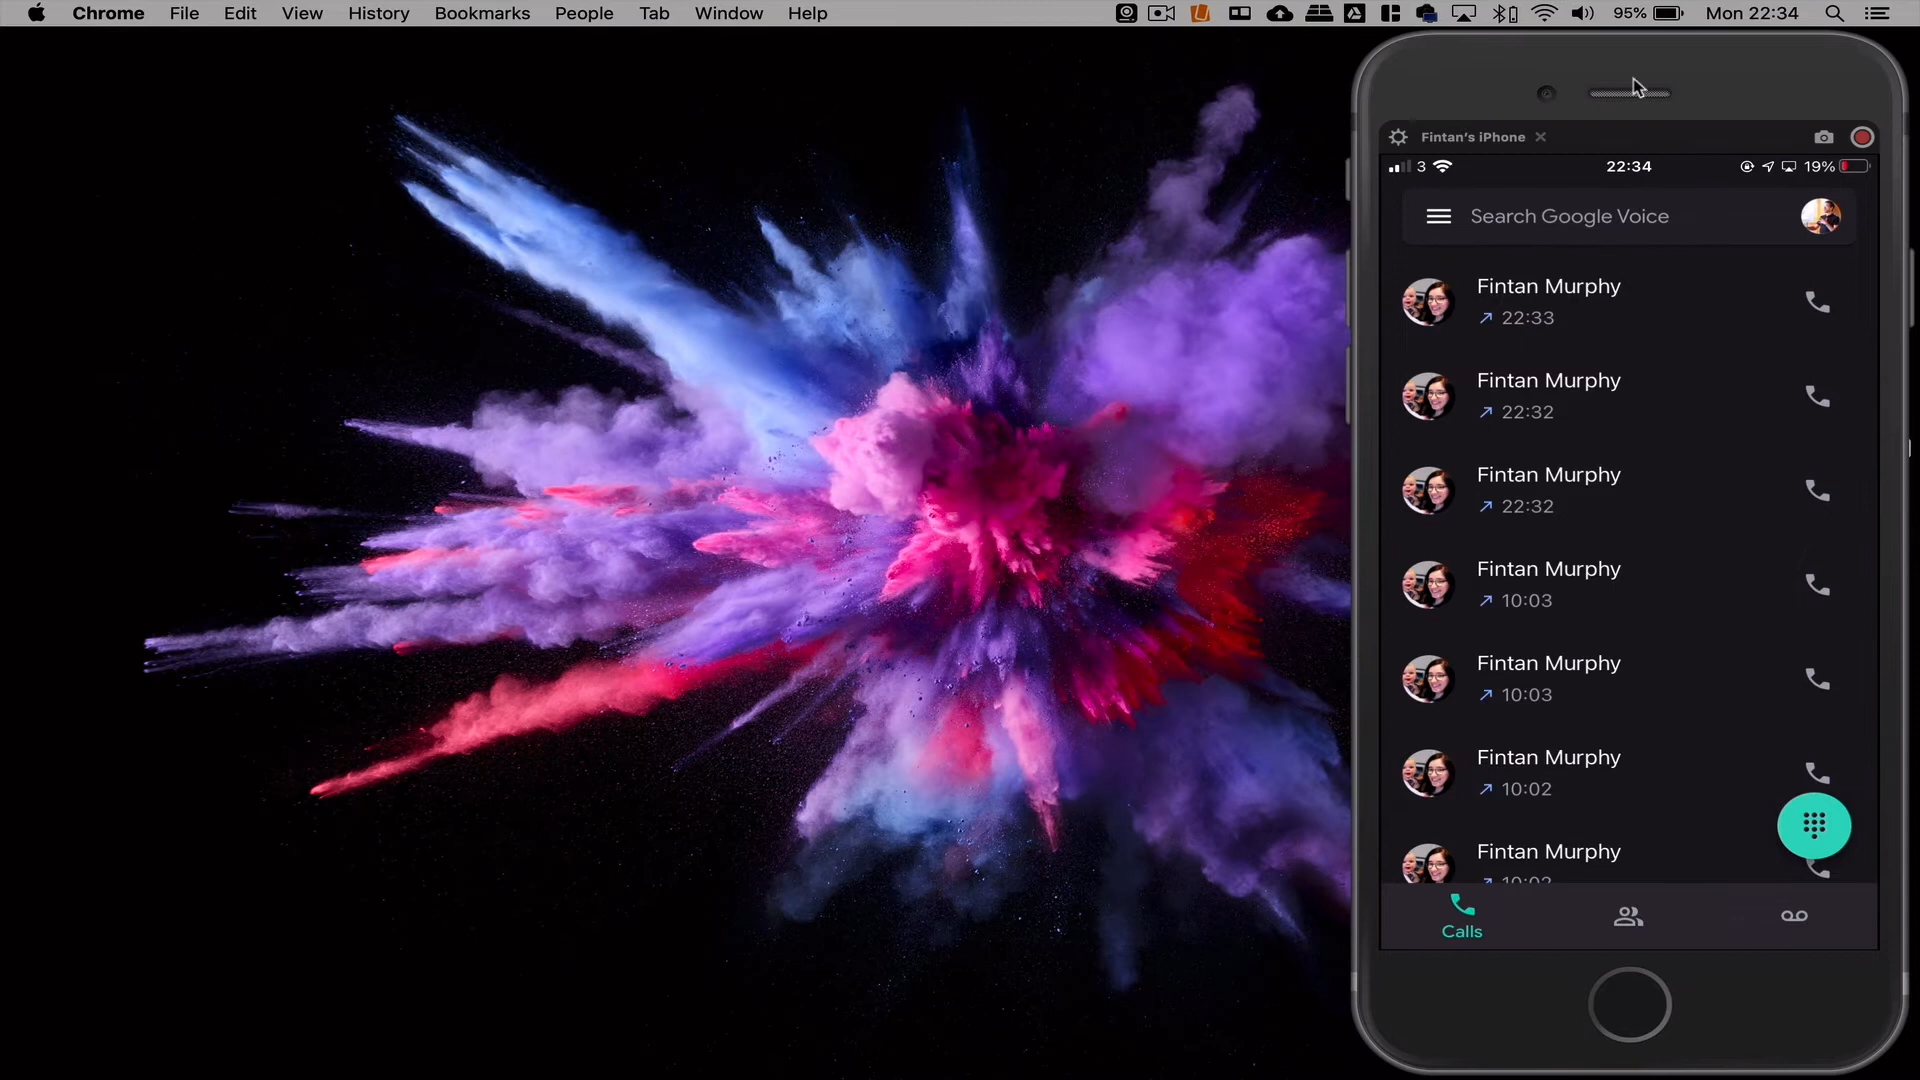 Chrome File Edit View History Bookmarks People Tab Window Help 95% Mon 22:34
Fintan's iPhone
3 22:34 19%
Search Google Voice
Fintan Murphy
22:33
Fintan Murphy
22:32
Fintan Murphy
22:32
Fintan Murphy
10:03
Fintan Murphy
10:03
Fintan Murphy
10:02
Fintan Murphy
Calls